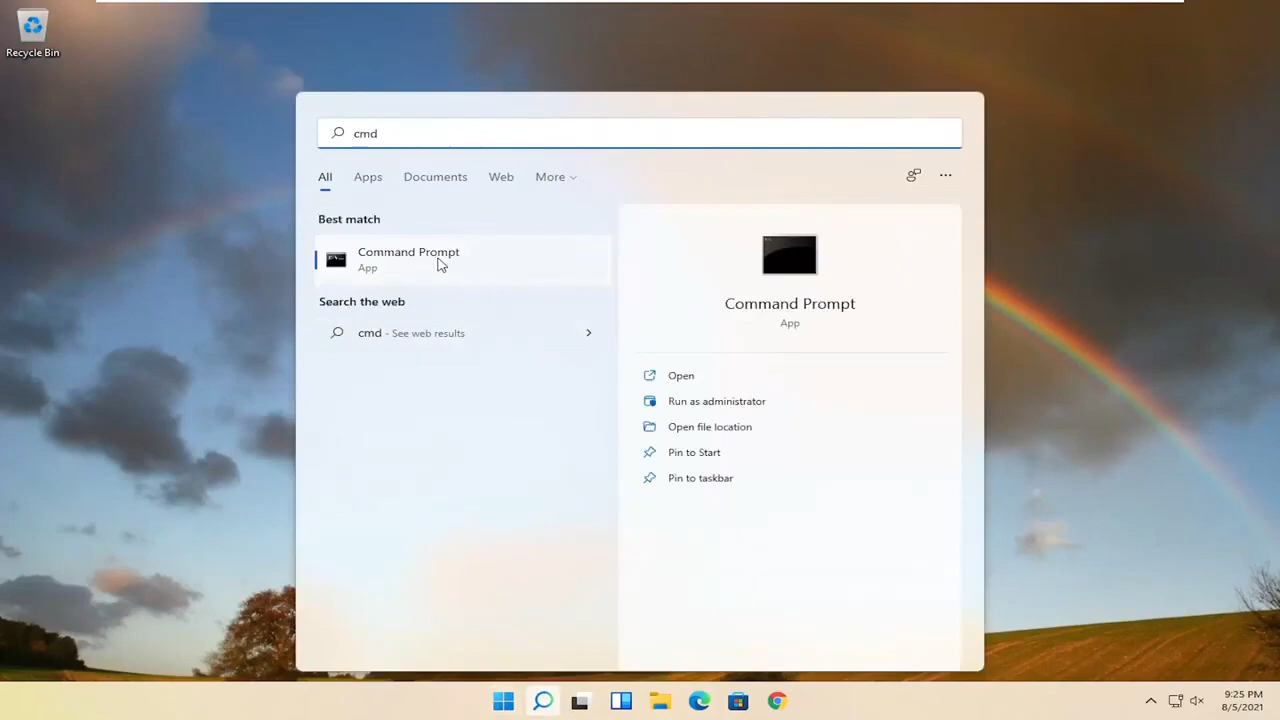 Recycle Bin
cmd
All Apps Documents Web More
Best match
Command Prompt
App
Search the web
cmd - See web results
Command Prompt
App
Open
Run as administrator
Open file location
Pin to Start
Pin to taskbar
9:25 PM
8/5/2021